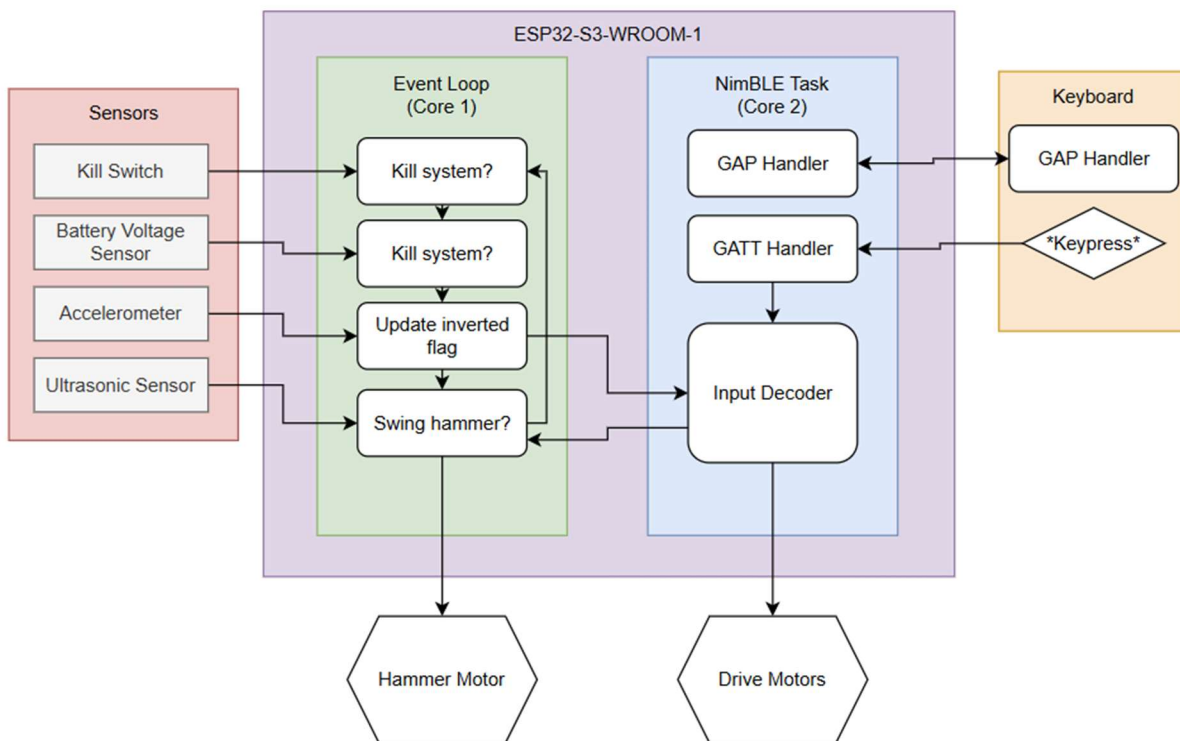 ESP32-S3-WROOM-1
Sensors
Kill Switch
Battery Voltage
Sensor
Accelerometer
Ultrasonic Sensor
Event Loop
(Core 1)
Kill system?
Kill system?
Update inverted
flag
Swing hammer?
NimBLE Task
(Core 2)
GAP Handler
GATT Handler
Input Decoder
Keyboard
GAP Handler
*Keypress*
Hammer Motor
Drive Motors